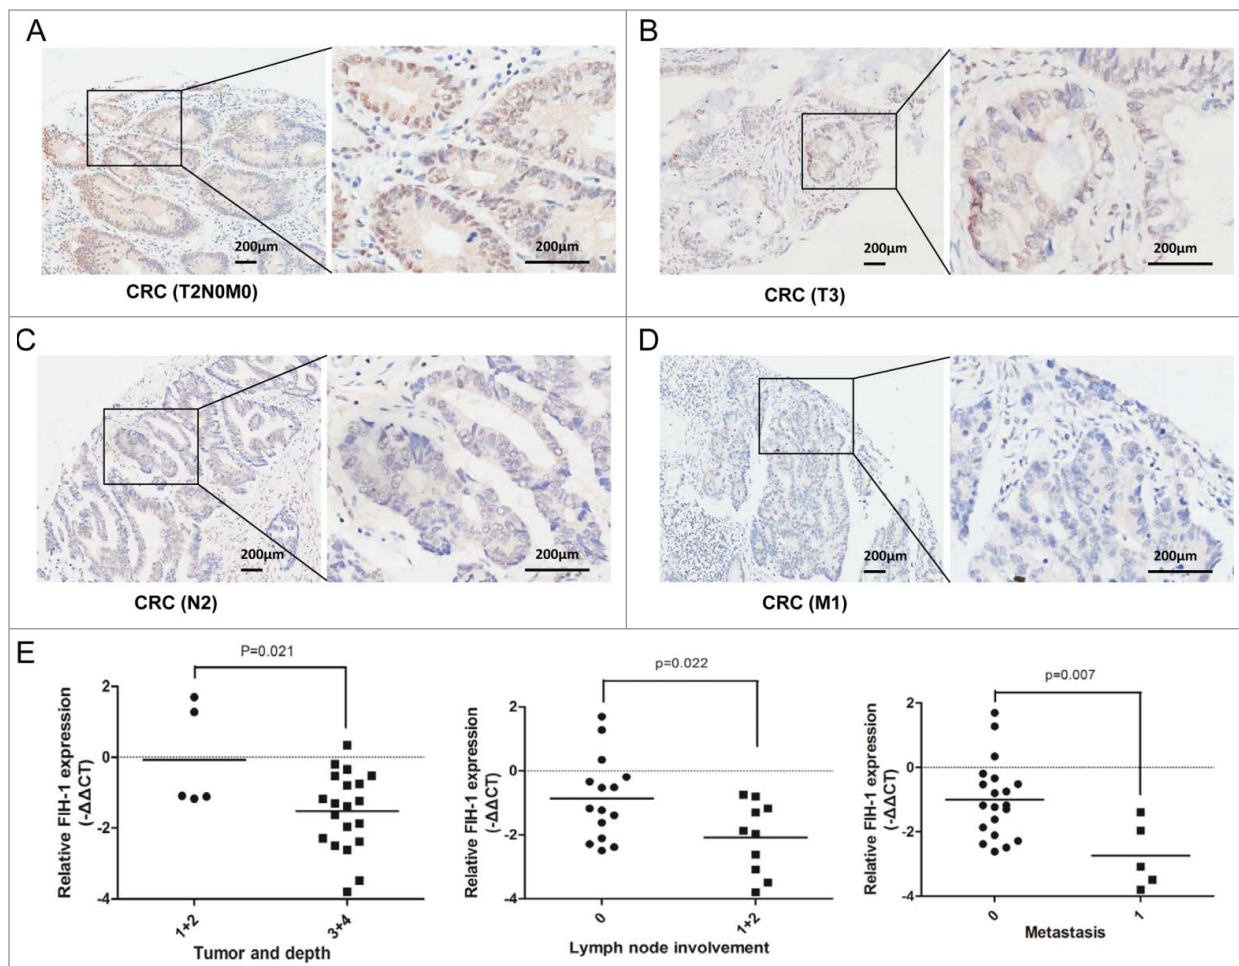 A
200μm
200μm
CRC (T2N0M0)
B
200μm
200μm
CRC (T3)
C
200μm
200μm
CRC (N2)
D
200μm
200μm
CRC (M1)
E
P=0.021
Relative FIH-1 expression
(-ΔΔCT)
2
0
-2
-4
1+2
3+4
Tumor and depth
p=0.022
Relative FIH-1 expression
(-ΔΔCT)
2
0
-2
-4
0
1+2
Lymph node involvement
p=0.007
Relative FIH-1 expression
(-ΔΔCT)
2
0
-2
-4
0
1
Metastasis